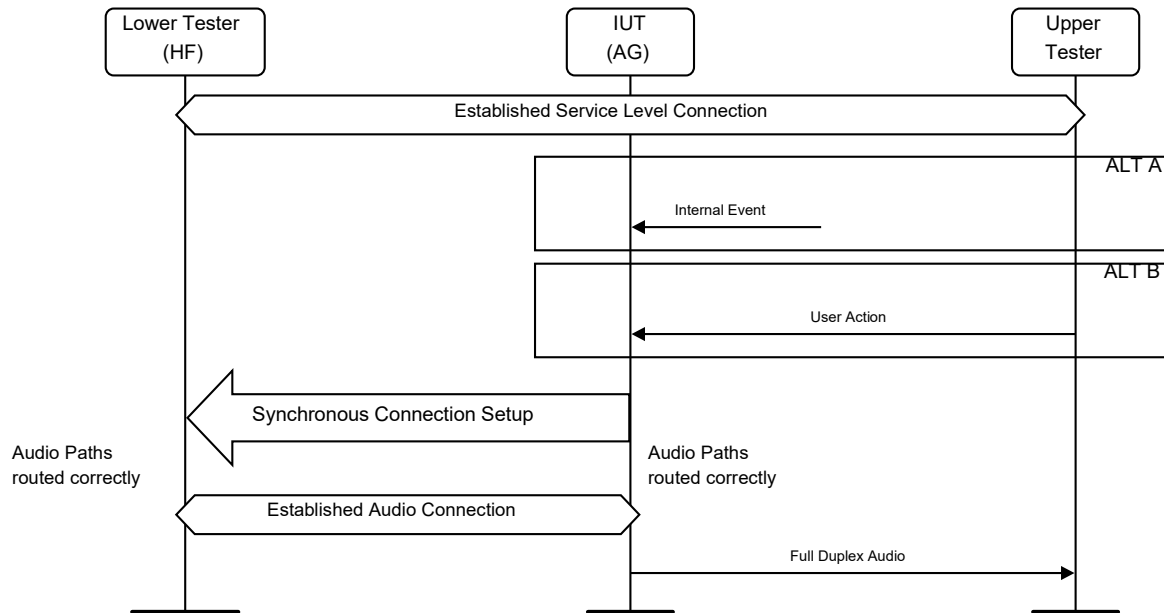 Lower Tester
(HF)
IUT
(AG)
Upper
Tester
Established Service Level Connection
ALT A
Internal Event
ALT B
User Action
Synchronous Connection Setup
Audio Paths
routed correctly
Audio Paths
routed correctly
Established Audio Connection
Full Duplex Audio